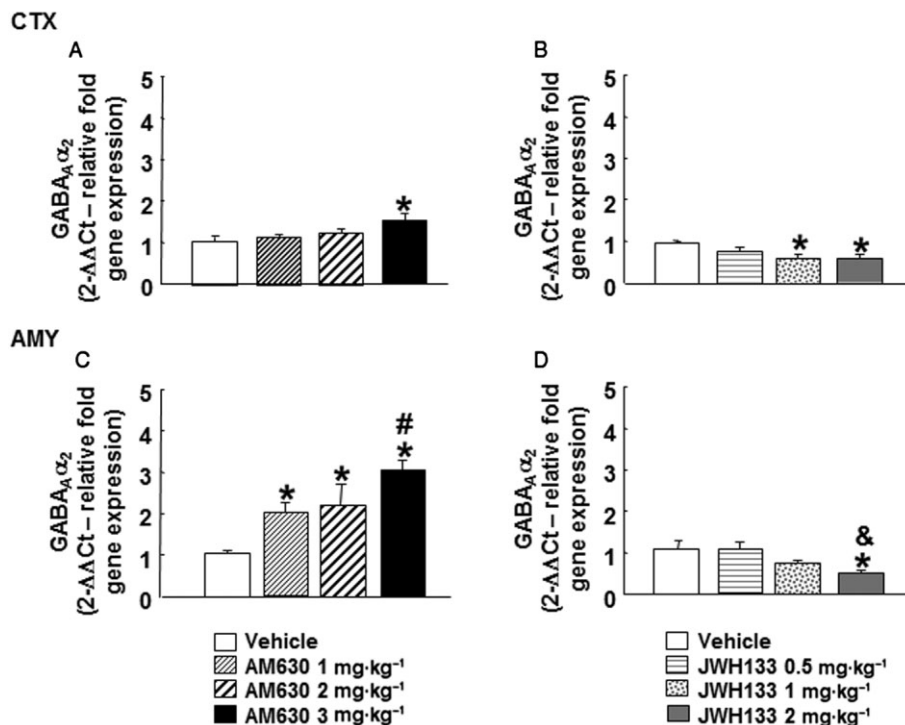 CTX
A
GABA_Aα₂
(2-ΔΔCt – relative fold
gene expression)
5
4
3
2
1
0
*
B
GABA_Aα₂
(2-ΔΔCt – relative fold
gene expression)
5
4
3
2
1
0
*
*
AMY
C
GABA_Aα₂
(2-ΔΔCt – relative fold
gene expression)
5
4
3
2
1
0
*
*
#
*
D
GABA_Aα₂
(2-ΔΔCt – relative fold
gene expression)
5
4
3
2
1
0
&
*
Vehicle
AM630 1 mg·kg⁻¹
AM630 2 mg·kg⁻¹
AM630 3 mg·kg⁻¹
Vehicle
JWH133 0.5 mg·kg⁻¹
JWH133 1 mg·kg⁻¹
JWH133 2 mg·kg⁻¹